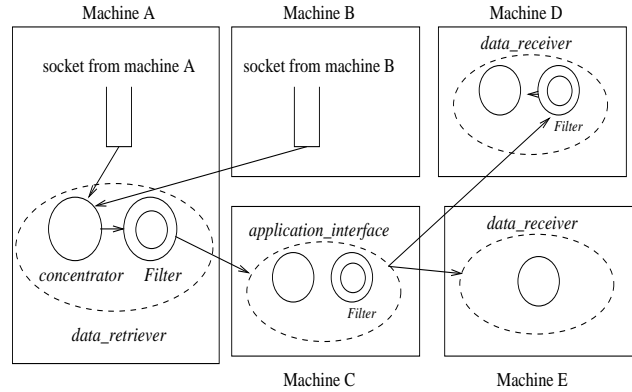 Machine A
Machine B
Machine D
socket from machine A
socket from machine B
data_receiver
Filter
application_interface
data_receiver
concentrator
Filter
Filter
data_retriever
Machine C
Machine E